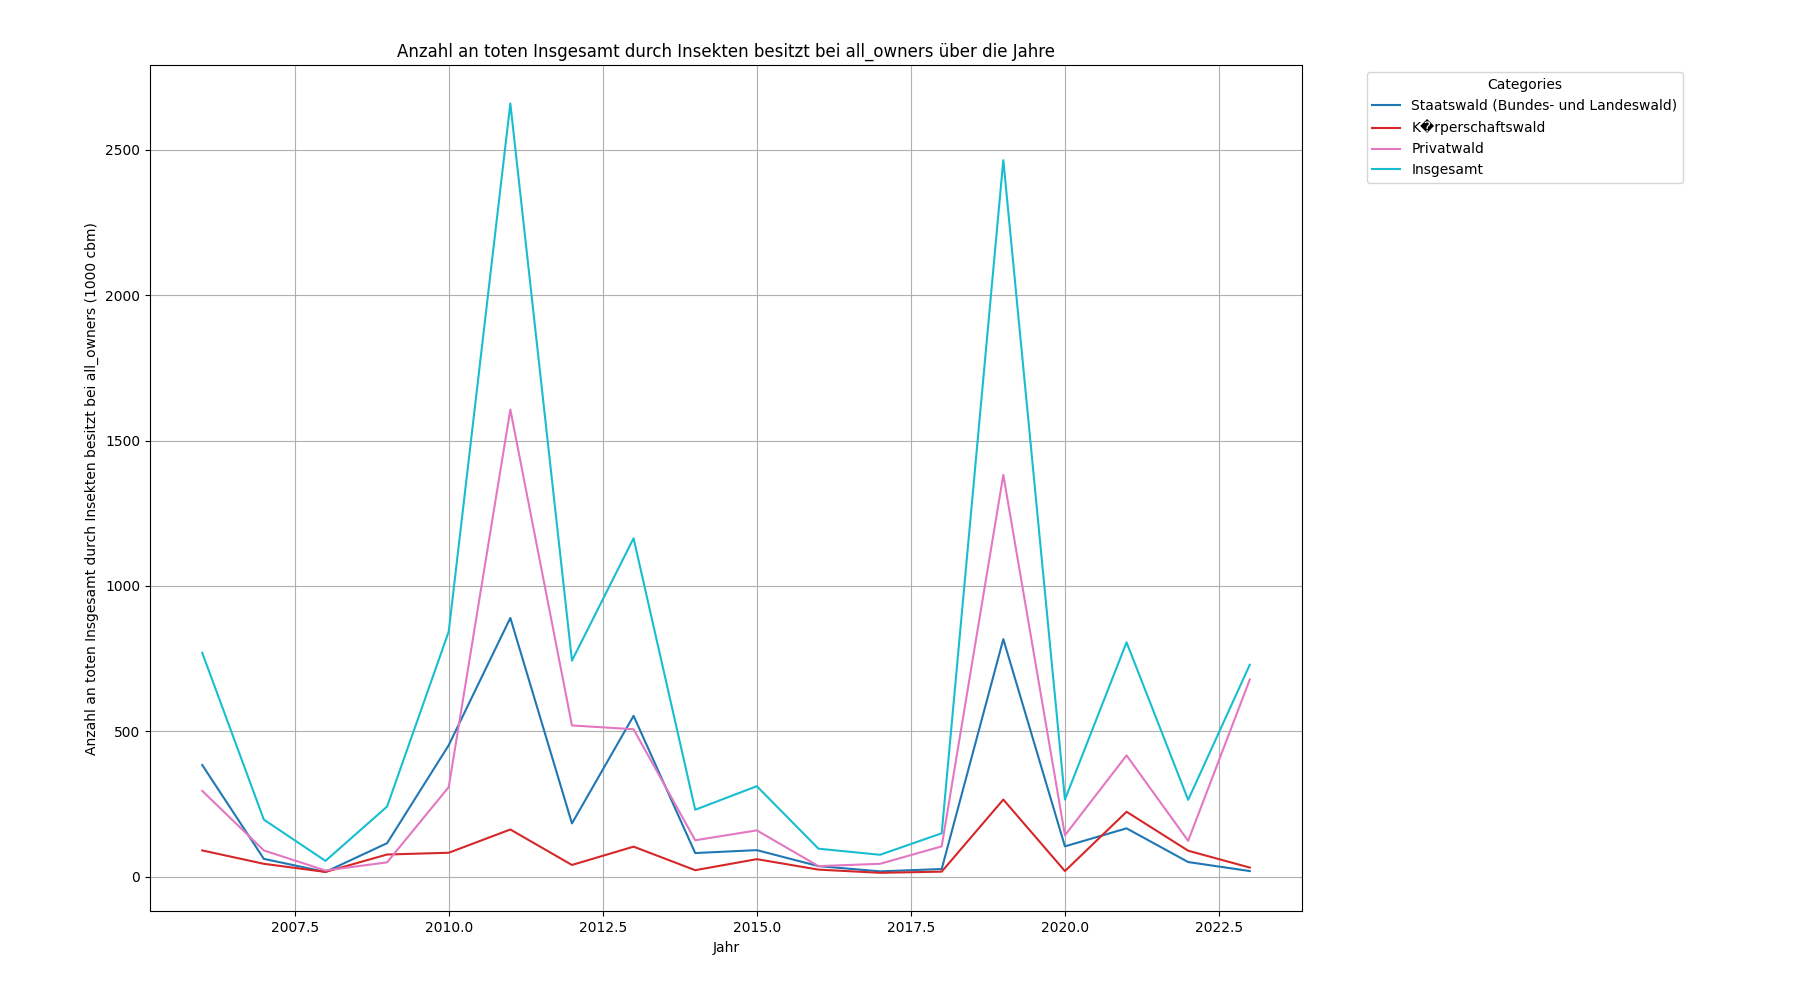 Anzahl an toten Insgesamt durch Insekten besitzt bei all_owners über die Jahre
Categories
Staatswald (Bundes- und Landeswald)
K�rperschaftswald
Privatwald
Insgesamt
Anzahl an toten Insgesamt durch Insekten besitzt bei all_owners (1000 cbm)
2500
2000
1500
1000
500
0
2007.5 2010.0 2012.5 2015.0 2017.5 2020.0 2022.5
Jahr